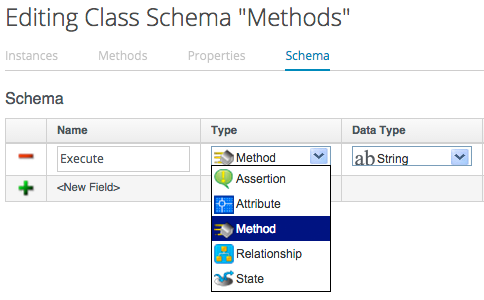 Editing Class Schema "Methods"
Instances Methods Properties Schema
Schema
Name Type Data Type
Execute Method ab String
<New Field>
Assertion
Attribute
Method
Relationship
State